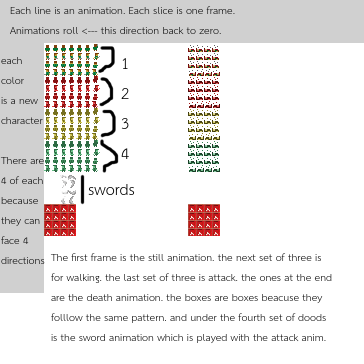 Each line is an animation. Each slice is one frame.
Animations roll <--- this direction back to zero.
each
color
is a new
character
There are
4 of each
because
they can
face 4
directions
1
2
3
4
swords
The first frame is the still animation. the next set of three is
for walking. the last set of three is attack. the ones at the end
are the death animation. the boxes are boxes beacuse they
folllow the same pattern. and under the fourth set of doods
is the sword animation which is played with the attack anim.